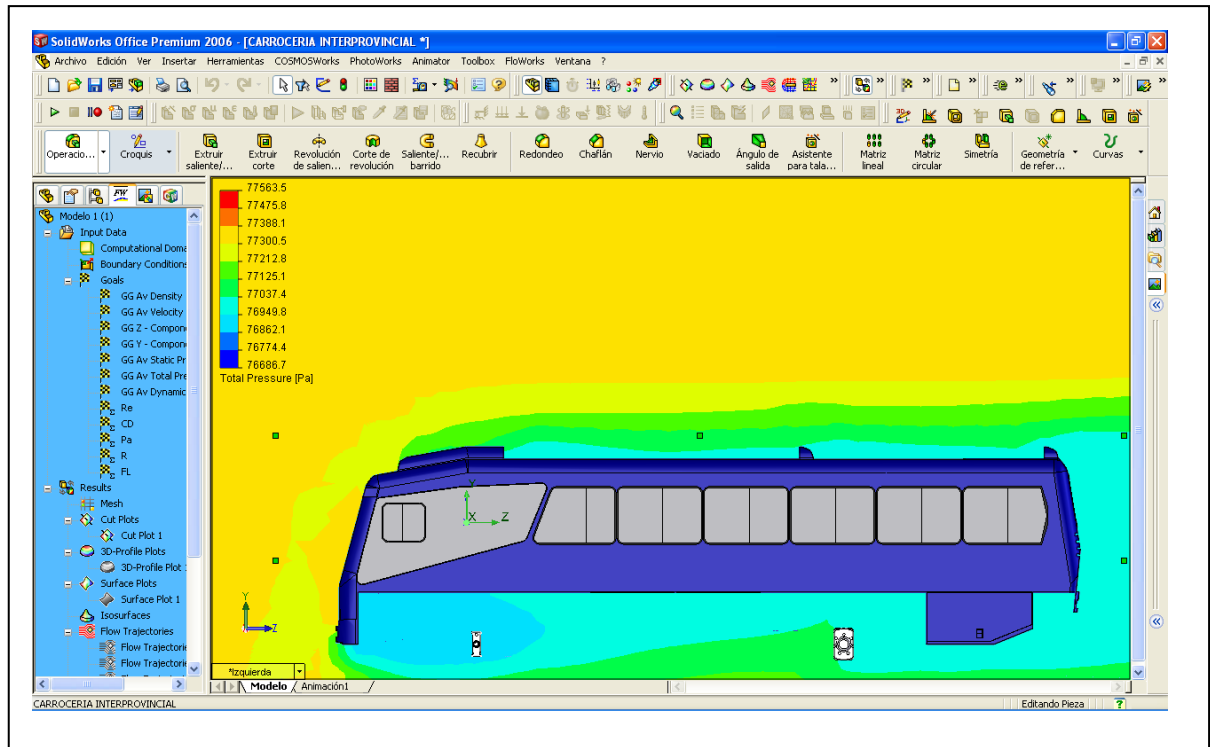 SolidWorks Office Premium 2006 - [CARROCERIA INTERPROVINCIAL *]
Archivo Edición Ver Insertar Herramientas COSMOSWorks PhotoWorks Animator Toolbox FloWorks Ventana ?
Operacio... Croquis Extruir saliente/... Extruir corte Revolución de salien... Corte de revolución Saliente/... barrido Recubrir Redondeo Chaflán Nervio Vaciado Ángulo de salida Asistente para tala... Matriz lineal Matriz circular Simetría Geometría de refer... Curvas
Modelo 1 (1)
Input Data
Computational Doma
Boundary Conditions
Goals
GG Av Density
GG Av Velocity
GG Z - Compone
GG Y - Compone
GG Av Static Pr
GG Av Total Pre
GG Av Dynamic
Re
CD
Pa
R
FL
Results
Mesh
Cut Plots
Cut Plot 1
3D-Profile Plots
3D-Profile Plot
Surface Plots
Surface Plot 1
Isosurfaces
Flow Trajectories
Flow Trajectorie
Flow Trajectorie
77563.5
77475.8
77388.1
77300.5
77212.8
77125.1
77037.4
76949.8
76862.1
76774.4
76686.7
Total Pressure [Pa]
Y
X Z
Y
Z
*Izquierda
Modelo Animación1
CARROCERIA INTERPROVINCIAL Editando Pieza ?